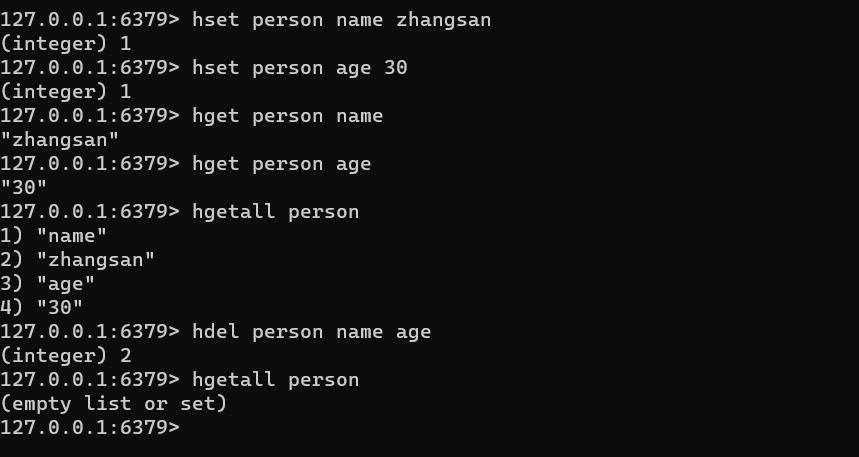 127.0.0.1:6379> hset person name zhangsan
(integer) 1
127.0.0.1:6379> hset person age 30
(integer) 1
127.0.0.1:6379> hget person name
"zhangsan"
127.0.0.1:6379> hget person age
"30"
127.0.0.1:6379> hgetall person
1) "name"
2) "zhangsan"
3) "age"
4) "30"
127.0.0.1:6379> hdel person name age
(integer) 2
127.0.0.1:6379> hgetall person
(empty list or set)
127.0.0.1:6379>